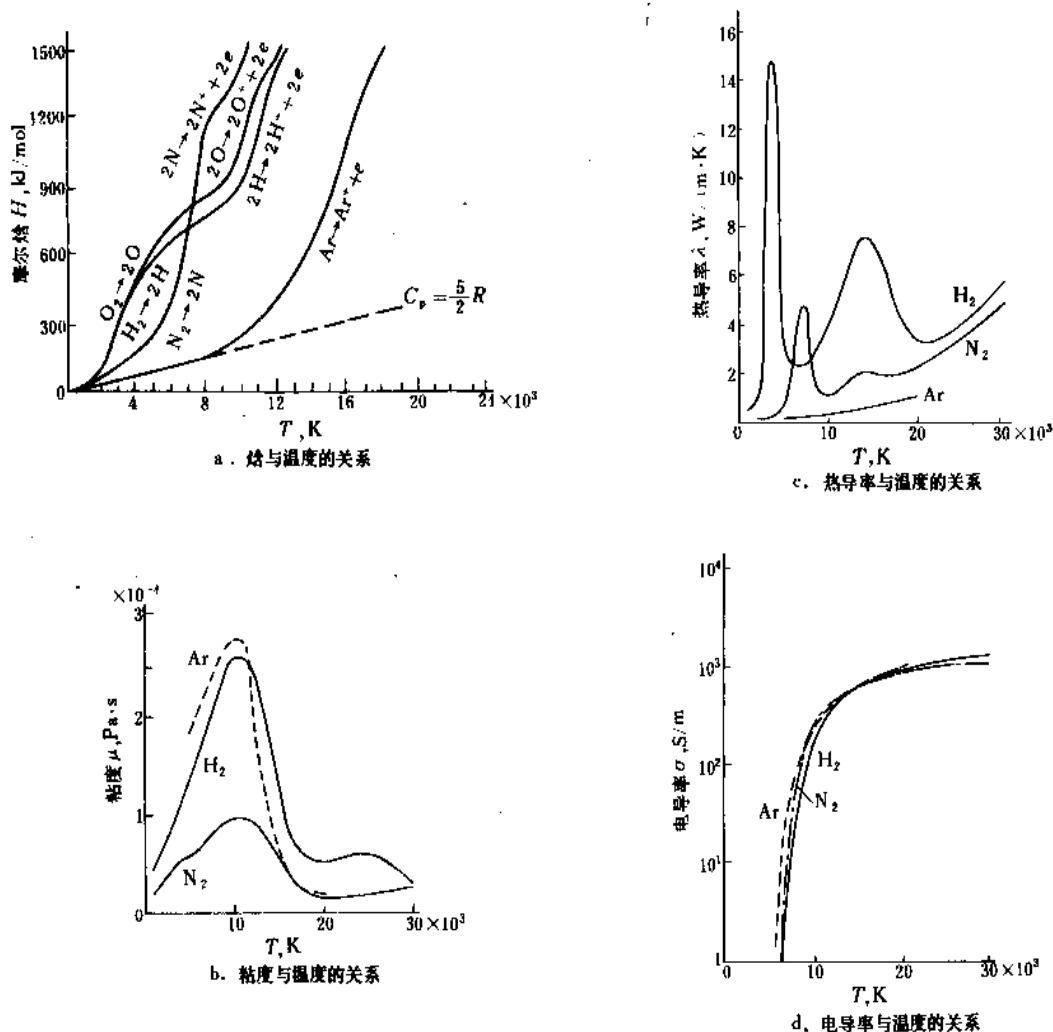 1500
1200
900
600
300
0
摩尔焓 H, kJ/mol
2N→2N⁺+2e
2O→2O⁺+2e
2H→2H⁺+2e
Ar→Ar⁺+e
O₂→2O
H₂→2H
N₂→2N
C_p=5/2 R
4 8 12 16 20 21×10³
T,K
a. 焓与温度的关系
16
14
12
10
8
6
4
2
热导率 λ, W/(m·K)
H₂
N₂
Ar
0 10 20 30×10³
T,K
c. 热导率与温度的关系
×10⁻⁴
3
2
1
0
粘度 μ,Pa·s
Ar
H₂
N₂
10 20 30×10³
T,K
b. 粘度与温度的关系
10⁴
10³
10²
10¹
1
电导率 σ,S/m
Ar
H₂
N₂
0 10 20 30×10³
T,K
d. 电导率与温度的关系